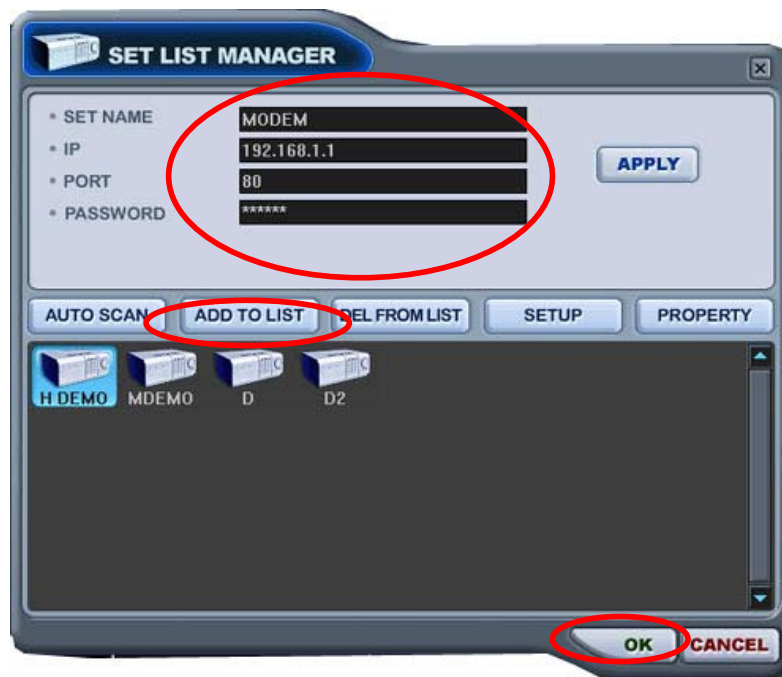 SET LIST MANAGER
SET NAME MODEM
IP 192.168.1.1
PORT 80
PASSWORD ******
APPLY
AUTO SCAN ADD TO LIST DEL FROM LIST SETUP PROPERTY
H DEMO MDEMO D D2
OK CANCEL